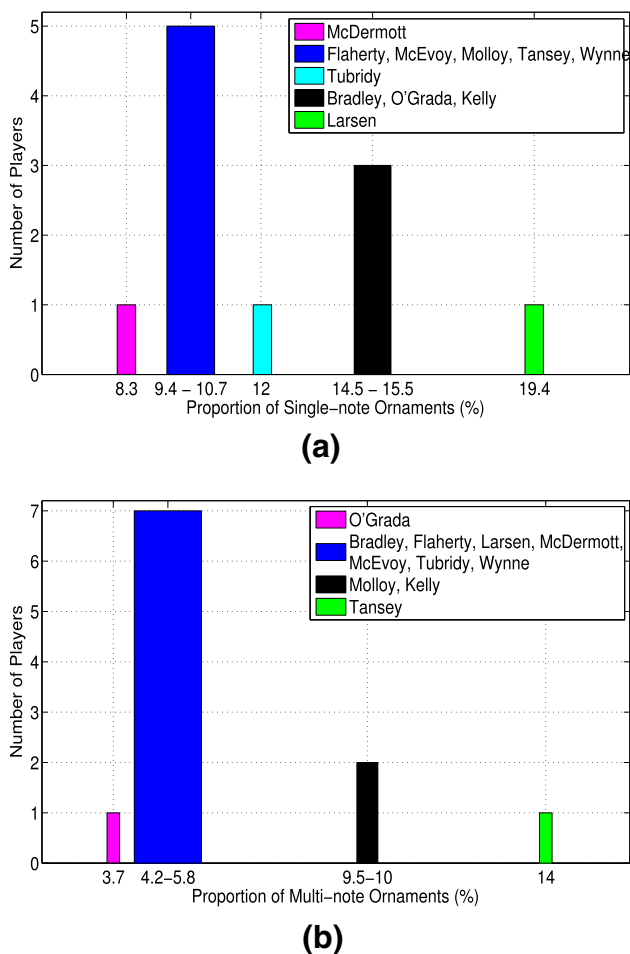 5
4
3
2
1
0
Number of Players
McDermott
Flaherty, McEvoy, Molloy, Tansey, Wynne
Tubridy
Bradley, O'Grada, Kelly
Larsen
8.3 9.4 – 10.7 12 14.5 – 15.5 19.4
Proportion of Single-note Ornaments (%)
(a)
7
6
5
4
3
2
1
0
Number of Players
O'Grada
Bradley, Flaherty, Larsen, McDermott,
McEvoy, Tubridy, Wynne
Molloy, Kelly
Tansey
3.7 4.2–5.8 9.5–10 14
Proportion of Multi-note Ornaments (%)
(b)